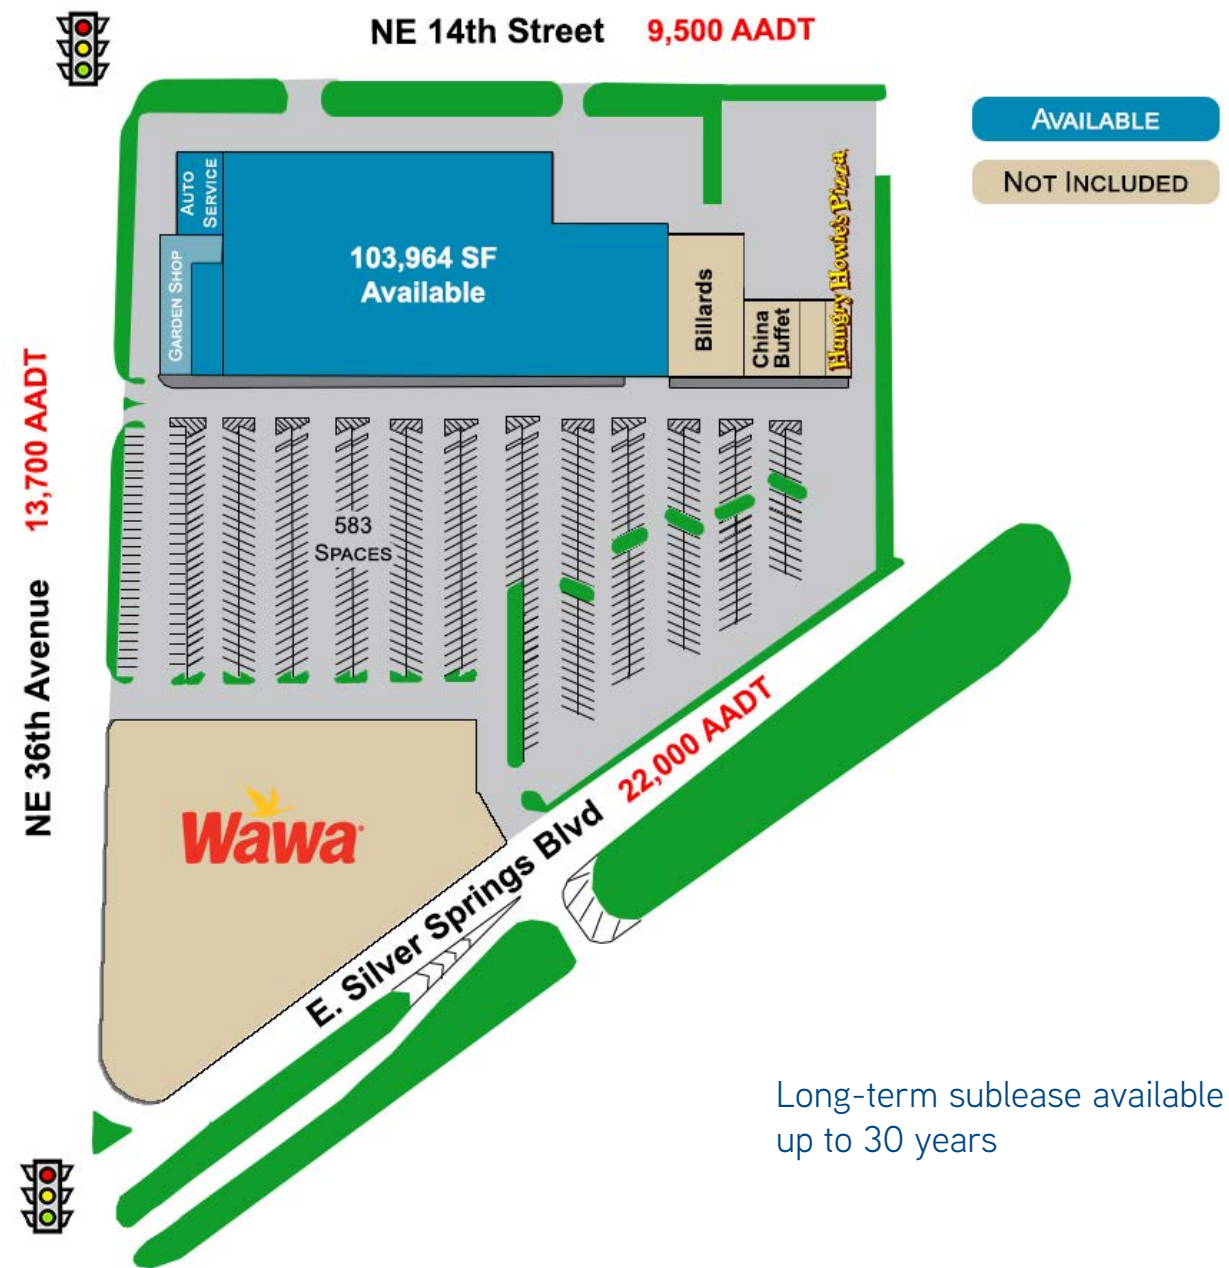 NE 14th Street 9,500 AADT
AVAILABLE
NOT INCLUDED
AUTO
SERVICE
GARDEN SHOP
103,964 SF
Available
Billards
China
Buffet
Hungry Howie's Pizza
NE 36th Avenue 13,700 AADT
583
SPACES
Wawa
E. Silver Springs Blvd 22,000 AADT
Long-term sublease available
up to 30 years